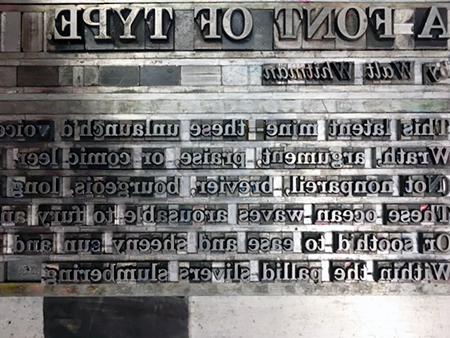 A FONT OF TYPE
by Walt Whitman
This latent mine—these unlaunch'd voice
Wrath, argument, praise, or comic leer,
(Not nonpareil, brevier, bourgeois, long
These ocean waves arousable to fury an
Or sooth'd to ease and sheeny sun and
Within the pallid slivers slumbering